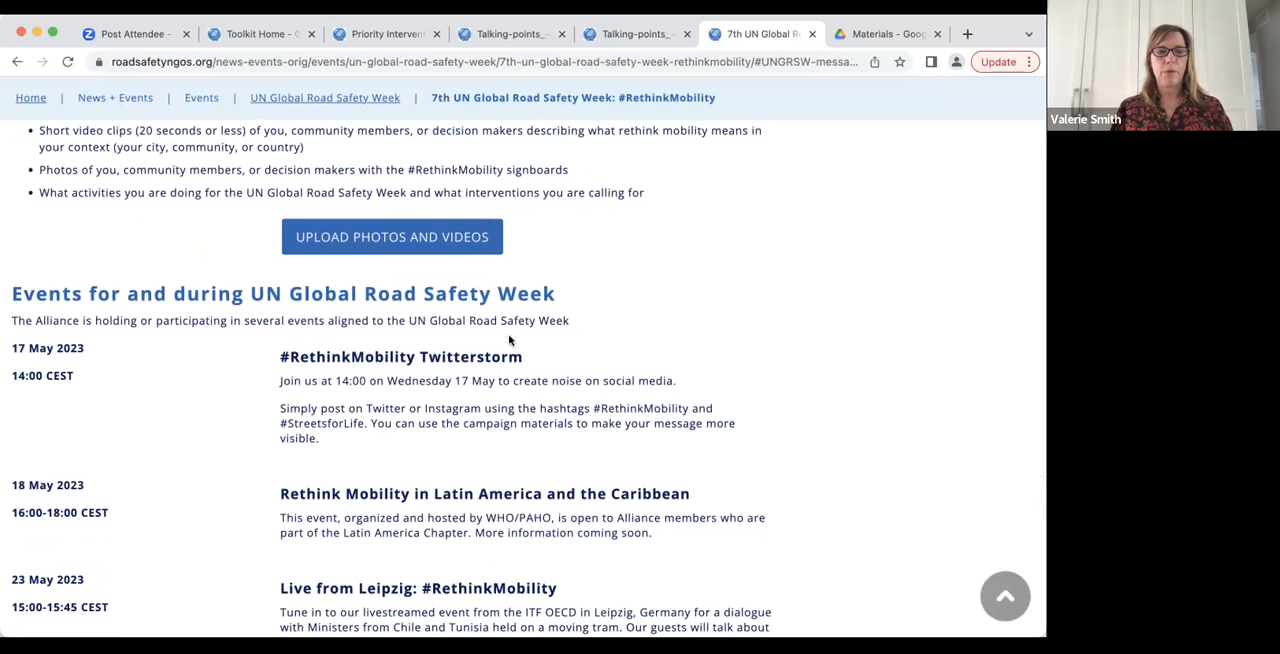 Post Attendee -
Toolkit Home - G
Priority Interven
Talking-points_-
Talking-points_-
7th UN Global R
Materials - Goog
roadsafetyngos.org/news-events-orig/events/un-global-road-safety-week/7th-un-global-road-safety-week-rethinkmobility/#UNGRSW-messa...
Update
Valerie Smith
Home | News + Events | Events | UN Global Road Safety Week | 7th UN Global Road Safety Week: #RethinkMobility
• Short video clips (20 seconds or less) of you, community members, or decision makers describing what rethink mobility means in
your context (your city, community, or country)
• Photos of you, community members, or decision makers with the #RethinkMobility signboards
• What activities you are doing for the UN Global Road Safety Week and what interventions you are calling for
UPLOAD PHOTOS AND VIDEOS
Events for and during UN Global Road Safety Week
The Alliance is holding or participating in several events aligned to the UN Global Road Safety Week
17 May 2023
14:00 CEST
#RethinkMobility Twitterstorm
Join us at 14:00 on Wednesday 17 May to create noise on social media.
Simply post on Twitter or Instagram using the hashtags #RethinkMobility and
#StreetsforLife. You can use the campaign materials to make your message more
visible.
18 May 2023
16:00-18:00 CEST
Rethink Mobility in Latin America and the Caribbean
This event, organized and hosted by WHO/PAHO, is open to Alliance members who are
part of the Latin America Chapter. More information coming soon.
23 May 2023
15:00-15:45 CEST
Live from Leipzig: #RethinkMobility
Tune in to our livestreamed event from the ITF OECD in Leipzig, Germany for a dialogue
with Ministers from Chile and Tunisia held on a moving tram. Our guests will talk about